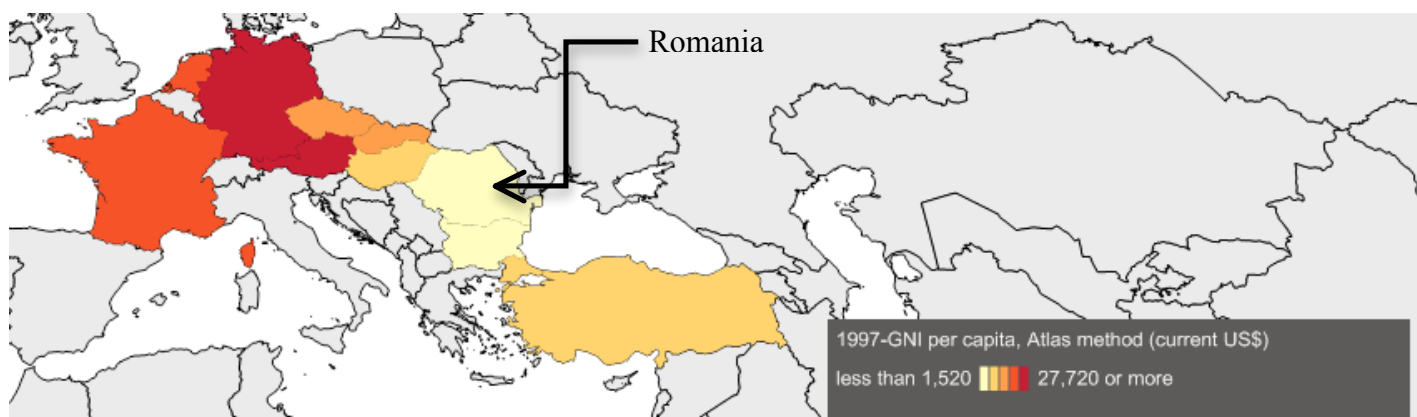 Romania
1997-GNI per capita, Atlas method (current US$)
less than 1,520 27,720 or more